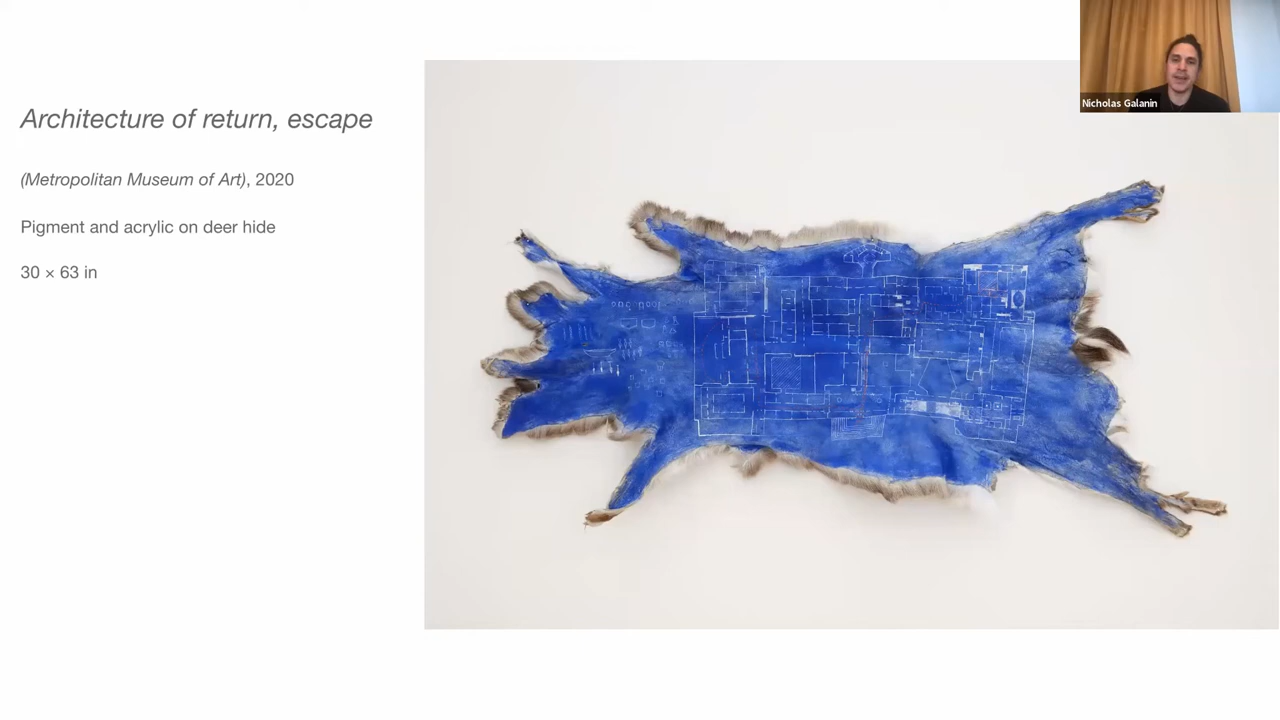 Architecture of return, escape
(Metropolitan Museum of Art), 2020
Pigment and acrylic on deer hide
30 × 63 in
Nicholas Galanin